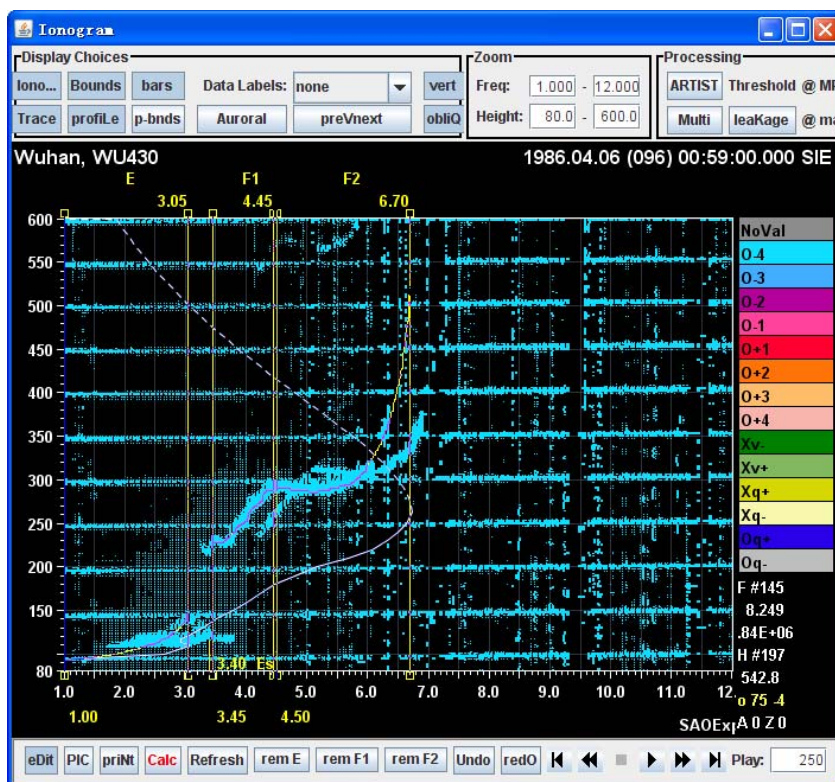 Ionogram
Display Choices
Zoom
Processing
Iono...
Bounds
bars
Data Labels:
none
vert
Freq:
1.000 - 12.000
ARTIST
Threshold @ MP
Trace
profiLe
p-bnds
Auroral
preVnext
obliQ
Height:
80.0 - 600.0
Multi
leaKage
@ ma
Wuhan, WU430
1986.04.06 (096) 00:59:00.000 SIE
E F1 F2
3.05 4.45 6.70
600
550
500
450
400
350
300
250
200
150
80
NoVal
O-4
O-3
O-2
O-1
O+1
O+2
O+3
O+4
Xv-
Xv+
Xq+
Xq-
Oq+
Oq-
F #145
8.249
.84E+06
H #197
542.8
o 75 -4
A 0 Z 0
3.40 Es
1.0 2.0 3.0 4.0 5.0 6.0 7.0 8.0 9.0 10.0 11.0 12.
1.00 3.45 4.50
SAOExp
eDit
PIC
priNt
Calc
Refresh
rem E
rem F1
rem F2
Undo
redO
Play:
250